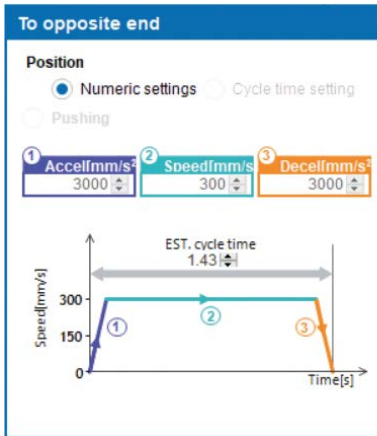 To opposite end
Position
Numeric settings Cycle time setting
Pushing
1 2 3
Accel[mm/s² Speed[mm/s Decel[mm/s²
3000 300 3000
EST. cycle time
1.43
Speed[mm/s]
300
150
0
1 2 3
Time[s]